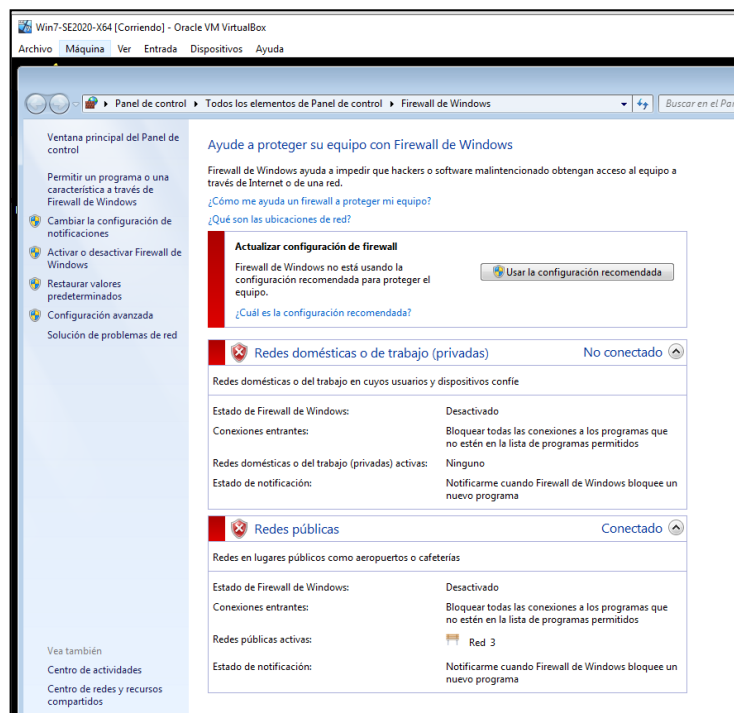 Win7-SE2020-X64 [Corriendo] - Oracle VM VirtualBox
Archivo Máquina Ver Entrada Dispositivos Ayuda
Panel de control Todos los elementos de Panel de control Firewall de Windows
Buscar en el Pa
Ventana principal del Panel de
control
Permitir un programa o una
característica a través de
Firewall de Windows
Cambiar la configuración de
notificaciones
Activar o desactivar Firewall de
Windows
Restaurar valores
predeterminados
Configuración avanzada
Solución de problemas de red
Ayude a proteger su equipo con Firewall de Windows
Firewall de Windows ayuda a impedir que hackers o software malintencionado obtengan acceso al equipo a
través de Internet o de una red.
¿Cómo me ayuda un firewall a proteger mi equipo?
¿Qué son las ubicaciones de red?
Actualizar configuración de firewall
Firewall de Windows no está usando la
configuración recomendada para proteger el
equipo.
Usar la configuración recomendada
¿Cuál es la configuración recomendada?
Redes domésticas o de trabajo (privadas) No conectado
Redes domésticas o del trabajo en cuyos usuarios y dispositivos confíe
Estado de Firewall de Windows: Desactivado
Conexiones entrantes: Bloquear todas las conexiones a los programas que
no estén en la lista de programas permitidos
Redes domésticas o del trabajo (privadas) activas: Ninguno
Estado de notificación: Notificarme cuando Firewall de Windows bloquee un
nuevo programa
Redes públicas Conectado
Redes en lugares públicos como aeropuertos o cafeterías
Estado de Firewall de Windows: Desactivado
Conexiones entrantes: Bloquear todas las conexiones a los programas que
no estén en la lista de programas permitidos
Redes públicas activas: Red 3
Estado de notificación: Notificarme cuando Firewall de Windows bloquee un
nuevo programa
Vea también
Centro de actividades
Centro de redes y recursos
compartidos